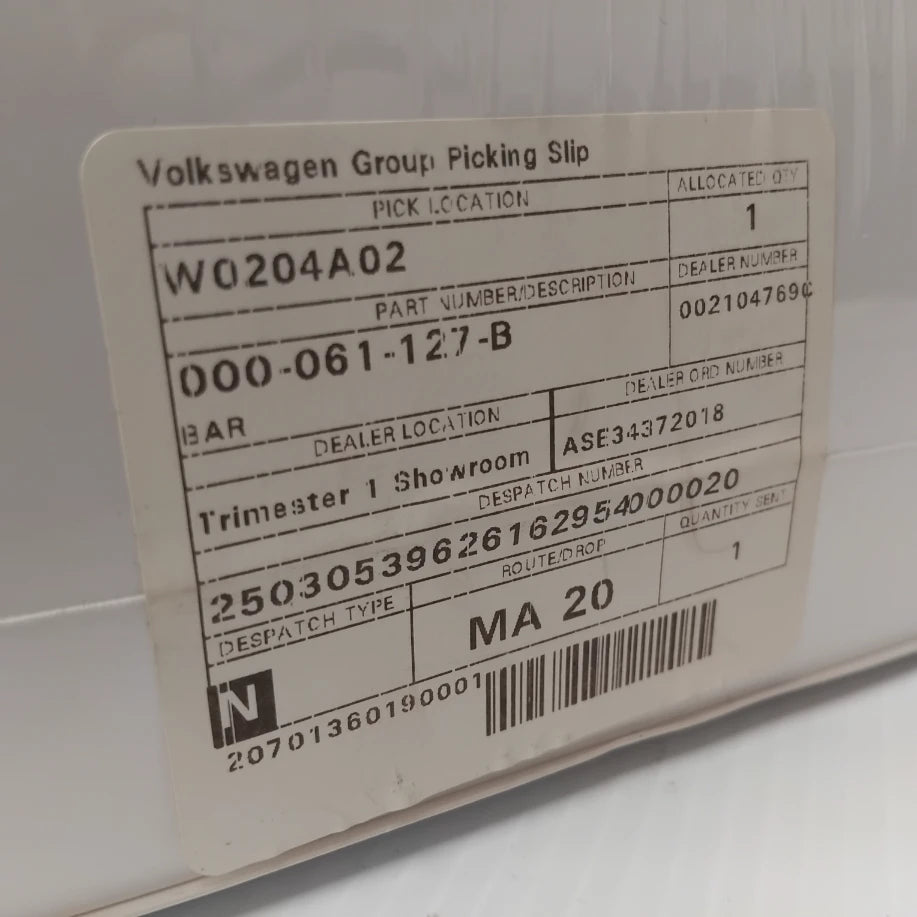 Volkswagen Group Picking Slip
PICK LOCATION
ALLOCATED QTY
W0204A02
1
PART NUMBER/DESCRIPTION
DEALER NUMBER
000-061-127-B
BAR
DEALER LOCATION
DEALER ORD NUMBER
Trimester 1 Showroom
ASE34372018
DESPATCH NUMBER
25030539626162954000020
DESPATCH TYPE
ROUTE/DROP
QUANTITY SENT
N
MA 20
1
20701360190001